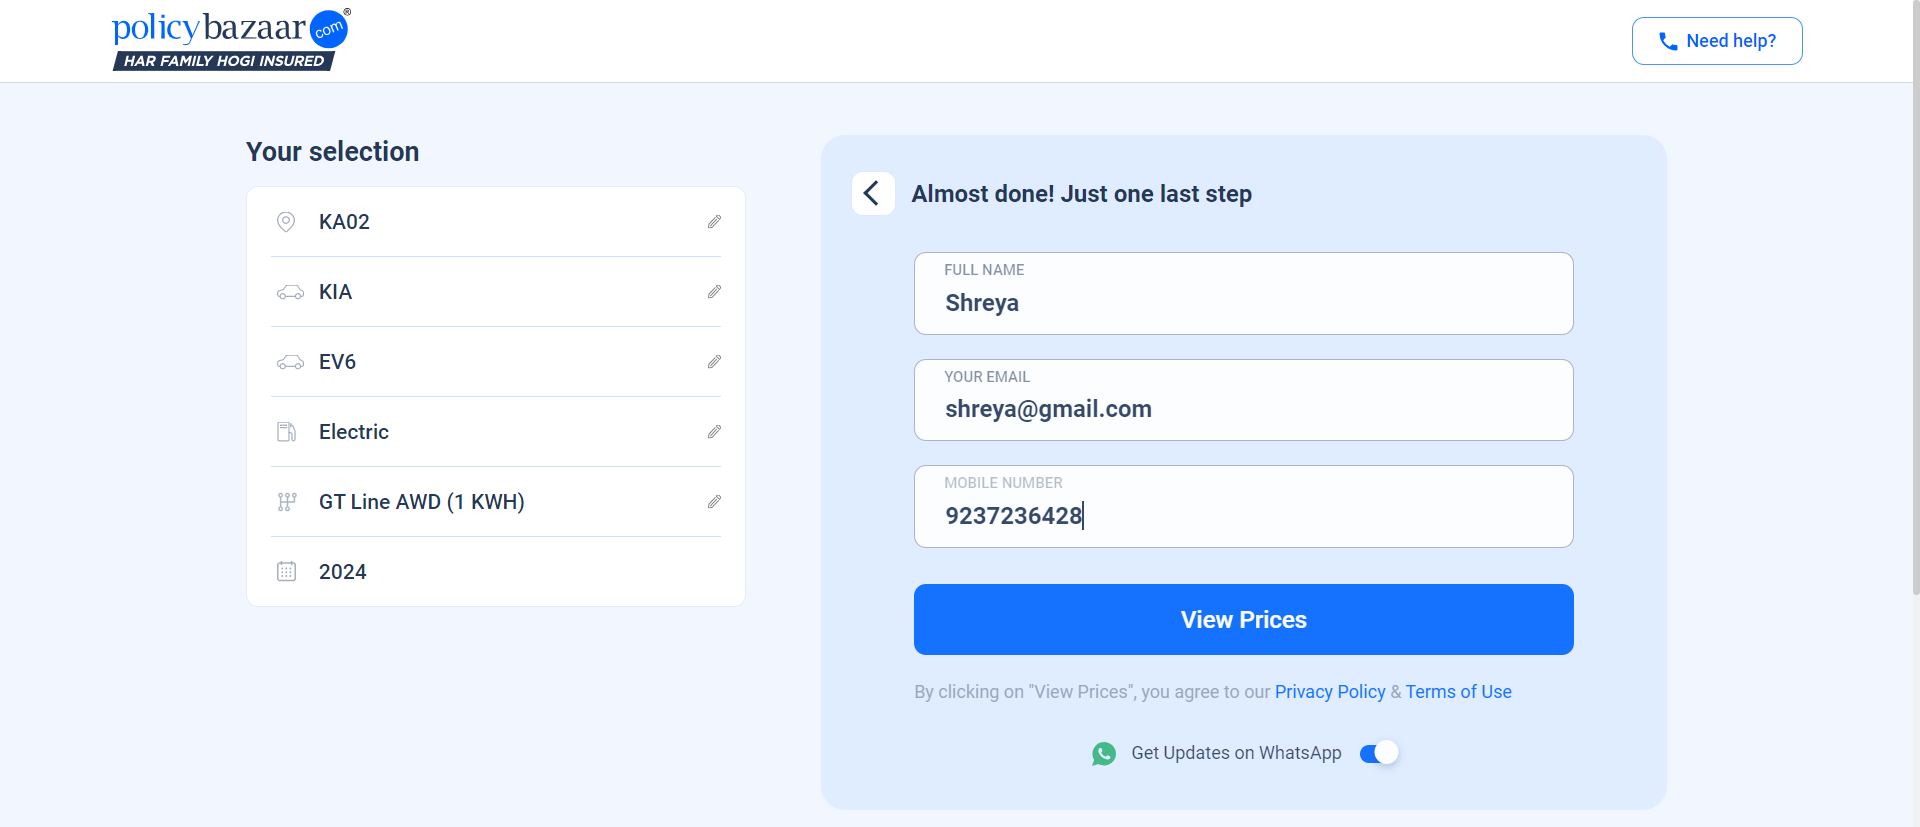 policybazaar.com®
HAR FAMILY HOGI INSURED
Need help?
Your selection
KA02
KIA
EV6
Electric
GT Line AWD (1 KWH)
2024
Almost done! Just one last step
FULL NAME
Shreya
YOUR EMAIL
shreya@gmail.com
MOBILE NUMBER
9237236428
View Prices
By clicking on "View Prices", you agree to our Privacy Policy & Terms of Use
Get Updates on WhatsApp